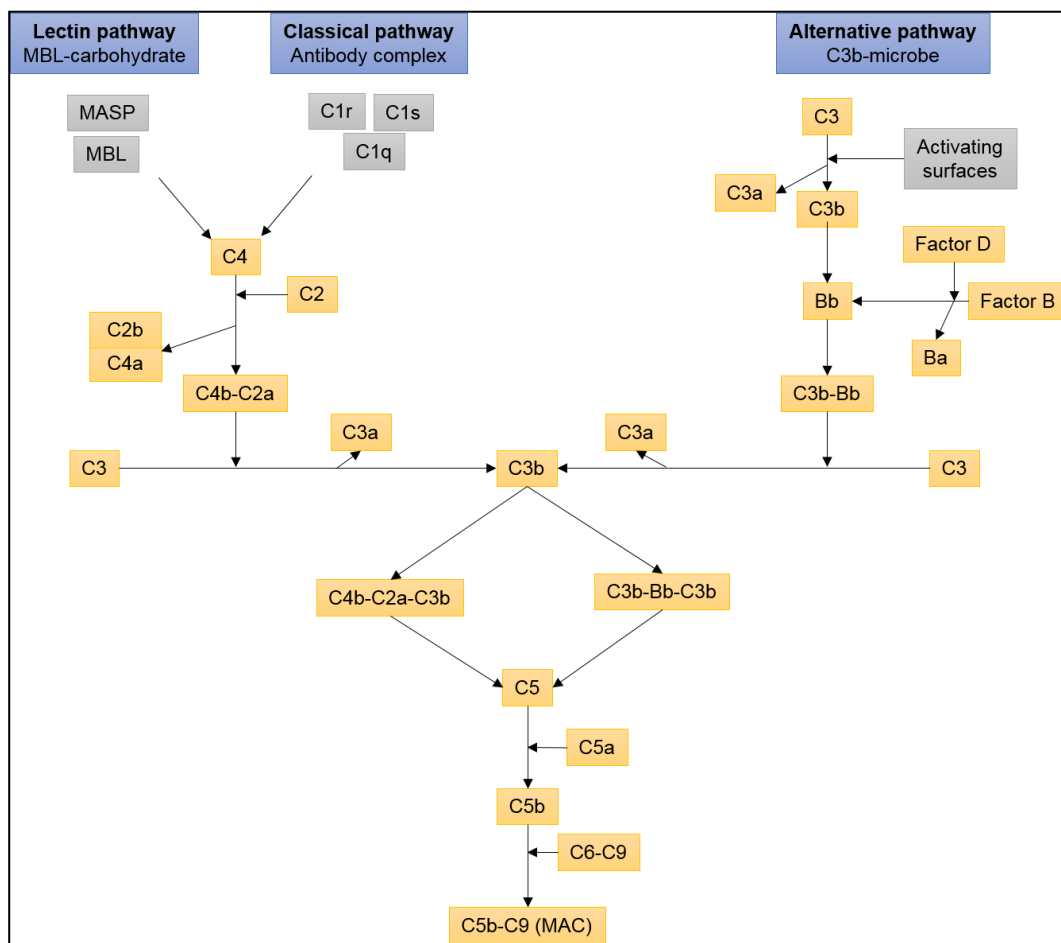 Lectin pathway
MBL-carbohydrate
Classical pathway
Antibody complex
Alternative pathway
C3b-microbe
MASP
MBL
C1r
C1s
C1q
C3
Activating
surfaces
C3a
C3b
C4
Factor D
C2
Bb
Factor B
C2b
C4a
Ba
C4b-C2a
C3b-Bb
C3a
C3a
C3
C3b
C3
C4b-C2a-C3b
C3b-Bb-C3b
C5
C5a
C5b
C6-C9
C5b-C9 (MAC)